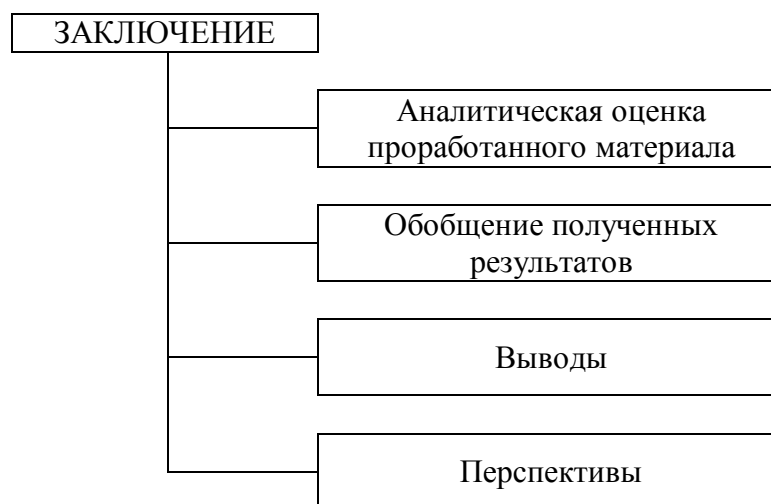 ЗАКЛЮЧЕНИЕ
Аналитическая оценка
проработанного материала
Обобщение полученных
результатов
Выводы
Перспективы